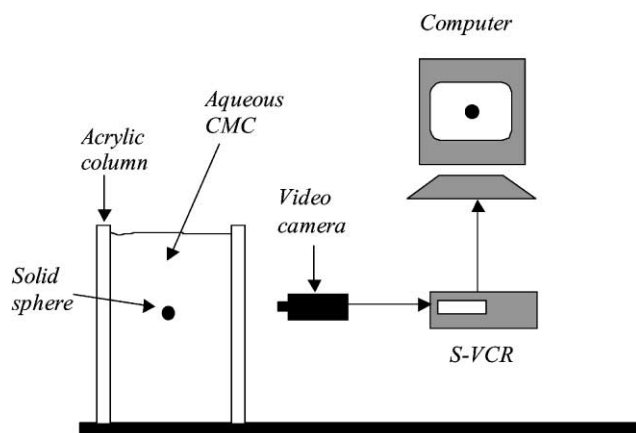 Computer
Aqueous
CMC
Acrylic
column
Video
camera
Solid
sphere
S-VCR